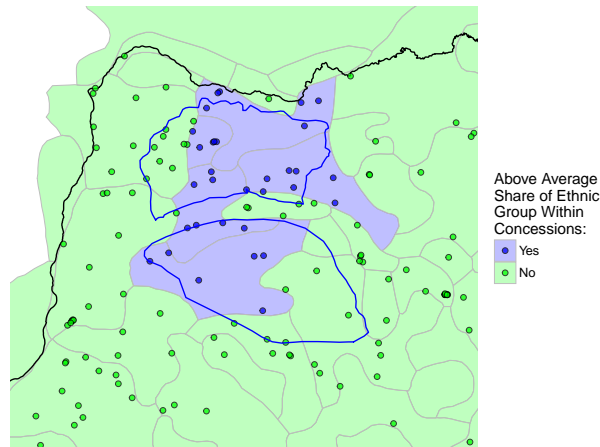 Above Average
Share of Ethnic
Group Within
Concessions:
Yes
No